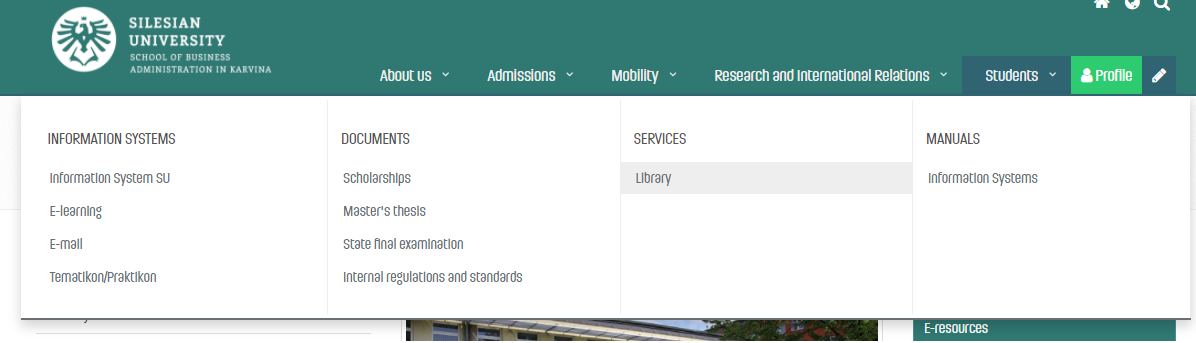 SILESIAN
UNIVERSITY
SCHOOL OF BUSINESS
ADMINISTRATION IN KARVINA
About us
Admissions
Mobility
Research and International Relations
Students
Profile
INFORMATION SYSTEMS
Information System SU
E-learning
E-mail
Tematikon/Praktikon
DOCUMENTS
Scholarships
Master's thesis
State final examination
Internal regulations and standards
SERVICES
Library
MANUALS
Information Systems
E-resources